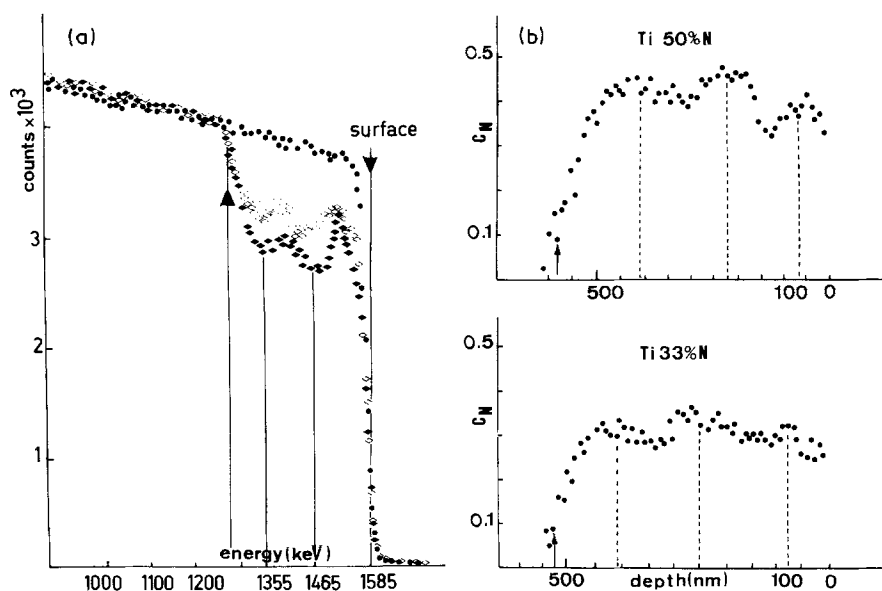 (a)
counts×10³
3
2
1
surface
energy(keV)
1000 1100 1200 1355 1465 1585
(b)
Ti 50%N
0.5
C_N
0.1
500 100 0
Ti 33%N
0.5
C_N
0.1
500 depth(nm) 100 0